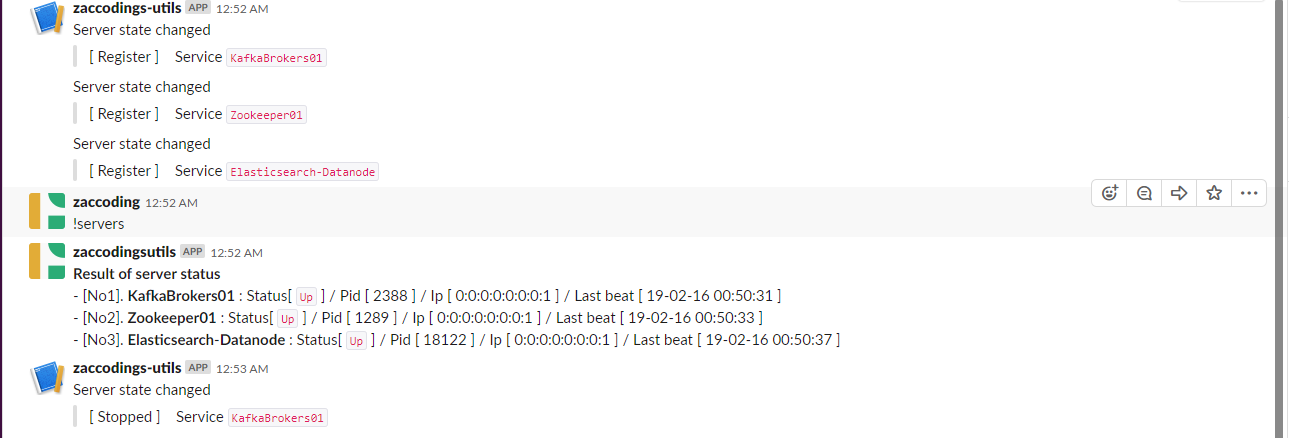 zaccodings-utils APP 12:52 AM
Server state changed
[ Register ] Service KafkaBrokers01
Server state changed
[ Register ] Service Zookeeper01
Server state changed
[ Register ] Service Elasticsearch-Datanode
zaccoding 12:52 AM
!servers
zaccodingsutils APP 12:52 AM
Result of server status
- [No1]. KafkaBrokers01 : Status[ Up ] / Pid [ 2388 ] / Ip [ 0:0:0:0:0:0:0:1 ] / Last beat [ 19-02-16 00:50:31 ]
- [No2]. Zookeeper01 : Status[ Up ] / Pid [ 1289 ] / Ip [ 0:0:0:0:0:0:0:1 ] / Last beat [ 19-02-16 00:50:33 ]
- [No3]. Elasticsearch-Datanode : Status[ Up ] / Pid [ 18122 ] / Ip [ 0:0:0:0:0:0:0:1 ] / Last beat [ 19-02-16 00:50:37 ]
zaccodings-utils APP 12:53 AM
Server state changed
[ Stopped ] Service KafkaBrokers01